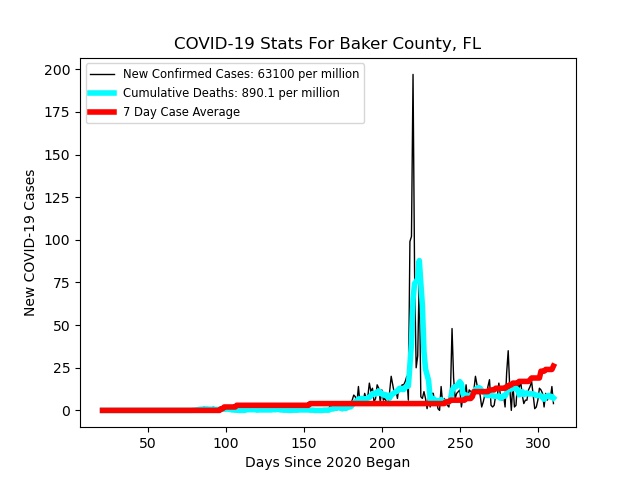 COVID-19 Stats For Baker County, FL
New Confirmed Cases: 63100 per million
Cumulative Deaths: 890.1 per million
7 Day Case Average
New COVID-19 Cases
200
175
150
125
100
75
50
25
0
50 100 150 200 250 300
Days Since 2020 Began